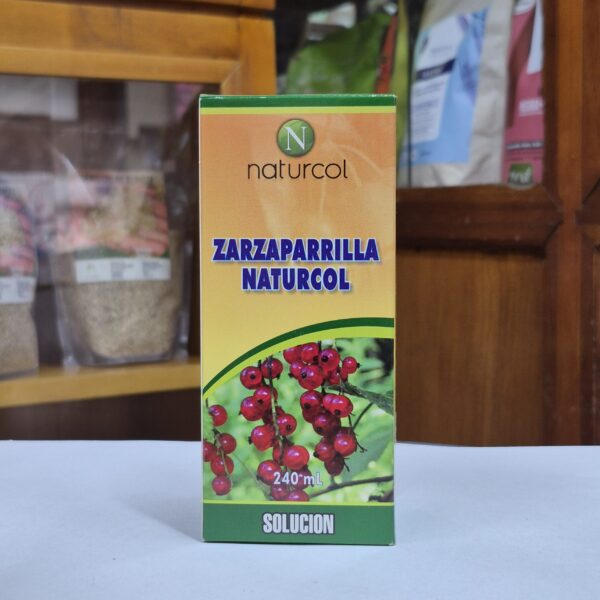 N
naturcol
ZARZAPARRILLA
NATURCOL
240 mL
SOLUCION